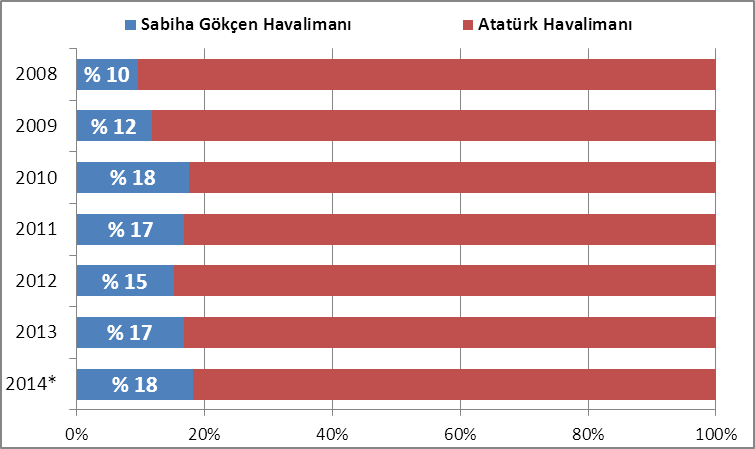 Sabiha Gökçen Havalimanı Atatürk Havalimanı
2008 % 10
2009 % 12
2010 % 18
2011 % 17
2012 % 15
2013 % 17
2014* % 18
0% 20% 40% 60% 80% 100%